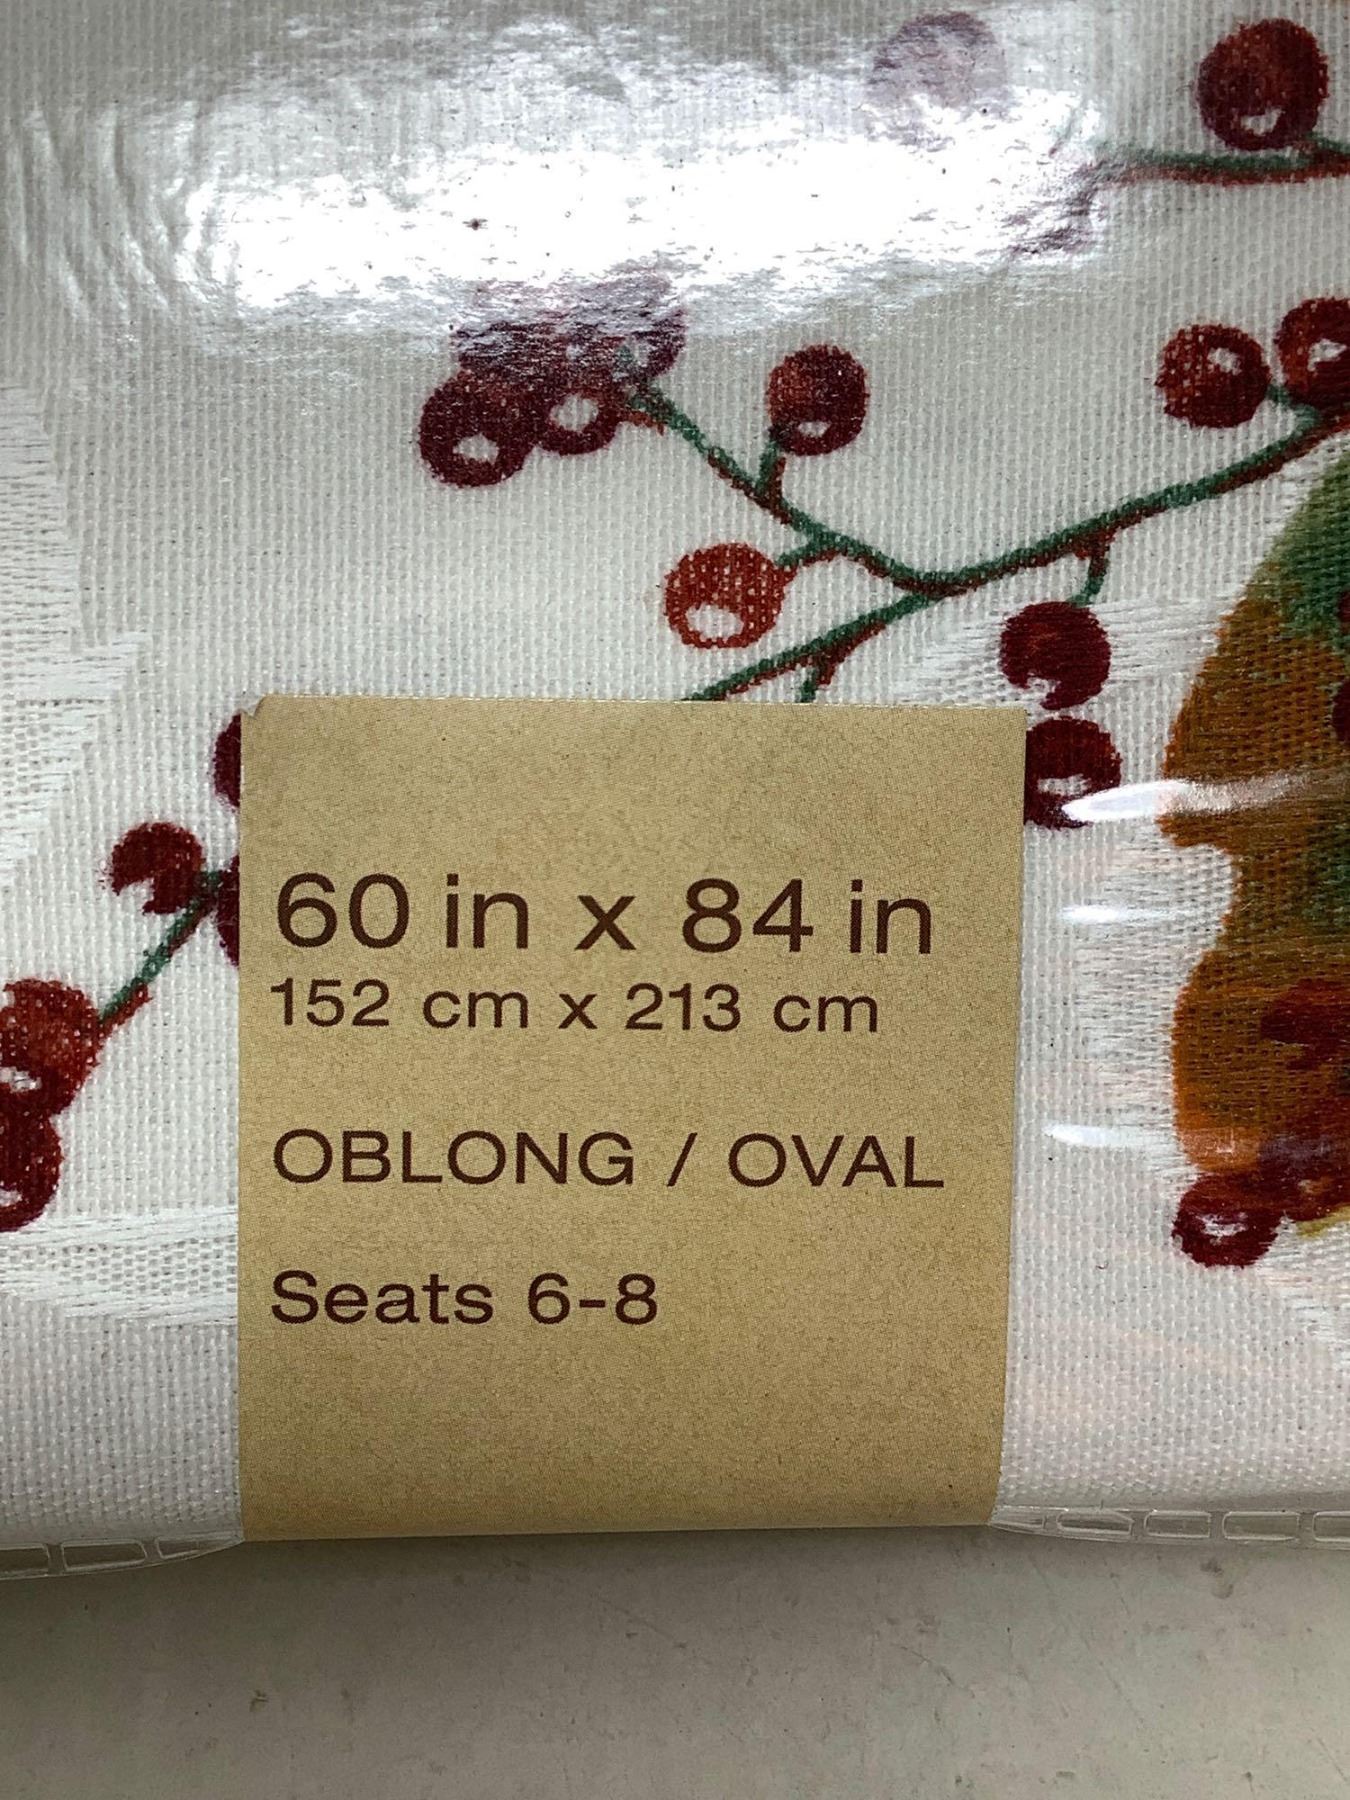 60 in x 84 in
152 cm x 213 cm
OBLONG / OVAL
Seats 6-8